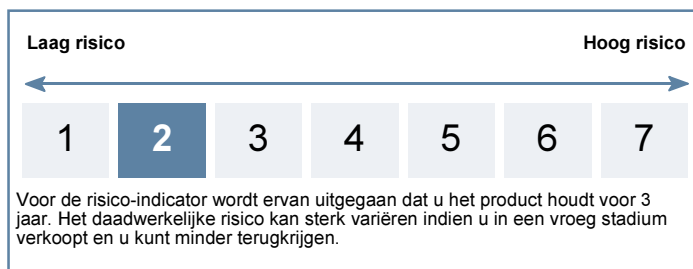 Laag risico Hoog risico
1 2 3 4 5 6 7
Voor de risico-indicator wordt ervan uitgegaan dat u het product houdt voor 3
jaar. Het daadwerkelijke risico kan sterk variëren indien u in een vroeg stadium
verkoopt en u kunt minder terugkrijgen.